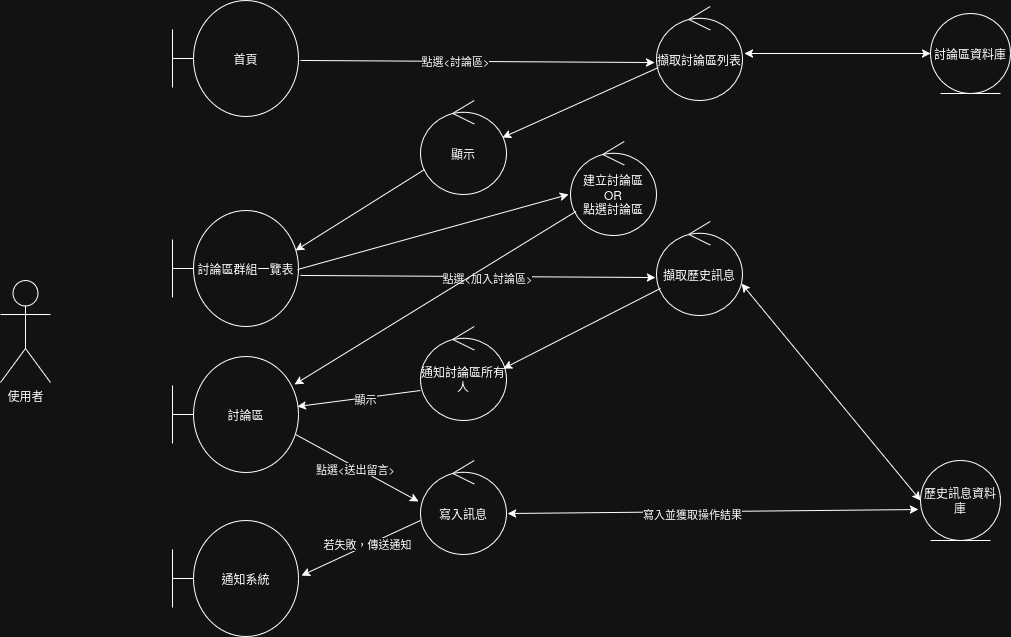 首頁
點選<討論區>
擷取討論區列表
討論區資料庫
顯示
建立討論區
OR
點選討論區
討論區群組一覽表
點選<加入討論區>
擷取歷史訊息
使用者
通知討論區所有
人
顯示
討論區
點選<送出留言>
寫入訊息
寫入並獲取操作結果
歷史訊息資料
庫
若失敗，傳送通知
通知系統